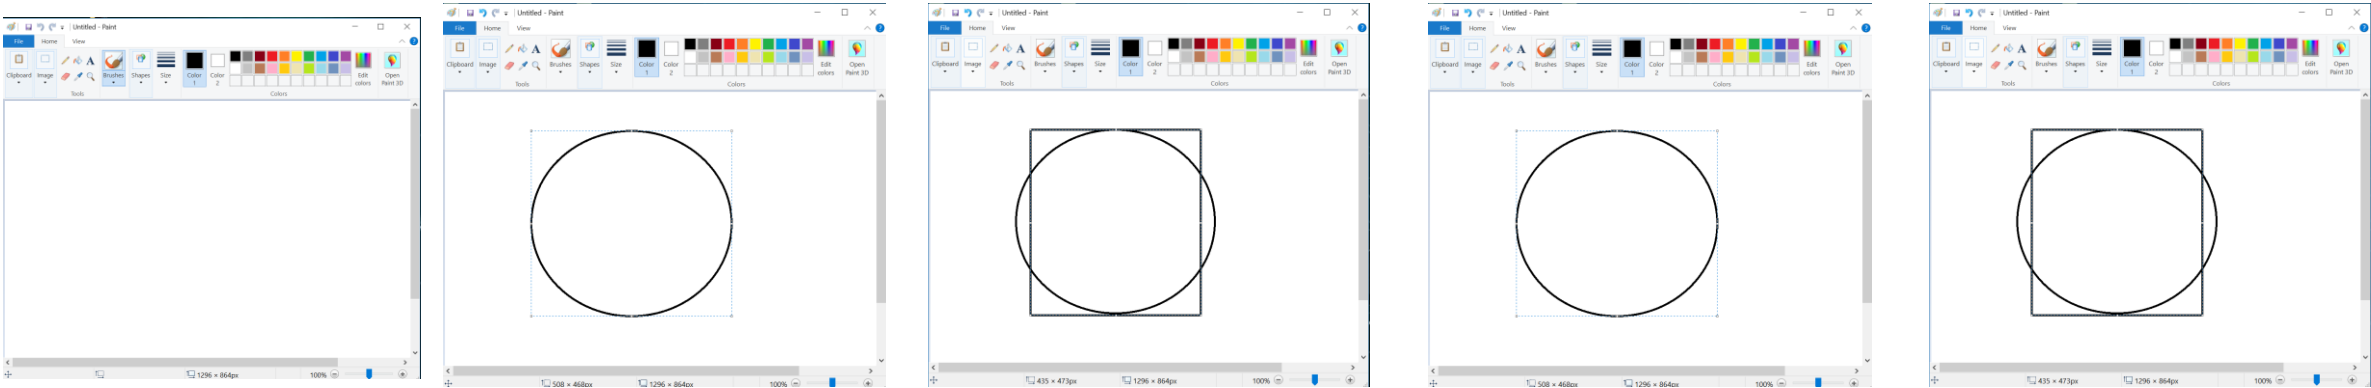 Untitled - Paint
File Home View
Clipboard Image Brushes Shapes Size Color 1 Color 2 Edit colors Open Paint 3D
Tools Colors
1296 × 864px 100%
Untitled - Paint
File Home View
Clipboard Image Brushes Shapes Size Color 1 Color 2 Edit colors Open Paint 3D
Tools Colors
508 × 468px 1296 × 864px 100%
Untitled - Paint
File Home View
Clipboard Image Brushes Shapes Size Color 1 Color 2 Edit colors Open Paint 3D
Tools Colors
435 × 473px 1296 × 864px 100%
Untitled - Paint
File Home View
Clipboard Image Brushes Shapes Size Color 1 Color 2 Edit colors Open Paint 3D
Tools Colors
508 × 468px 1296 × 864px 100%
Untitled - Paint
File Home View
Clipboard Image Brushes Shapes Size Color 1 Color 2 Edit colors Open Paint 3D
Tools Colors
435 × 473px 1296 × 864px 100%